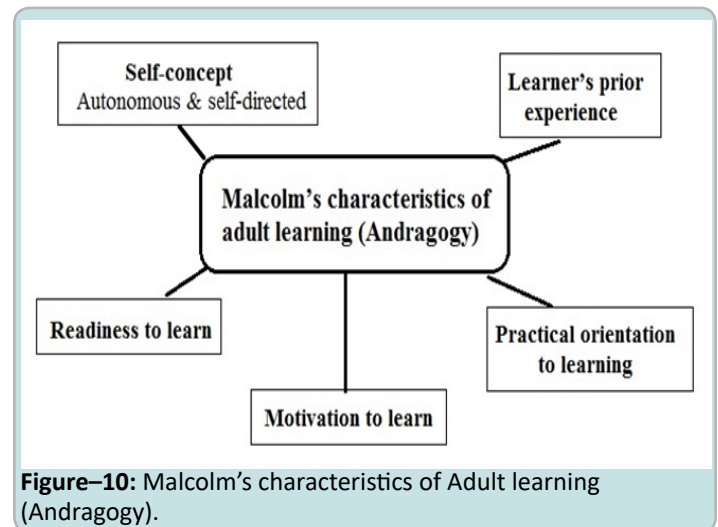 Self-concept
Autonomous & self-directed
Learner's prior
experience
Malcolm's characteristics of
adult learning (Andragogy)
Readiness to learn
Practical orientation
to learning
Motivation to learn
Figure–10: Malcolm's characteristics of Adult learning
(Andragogy).